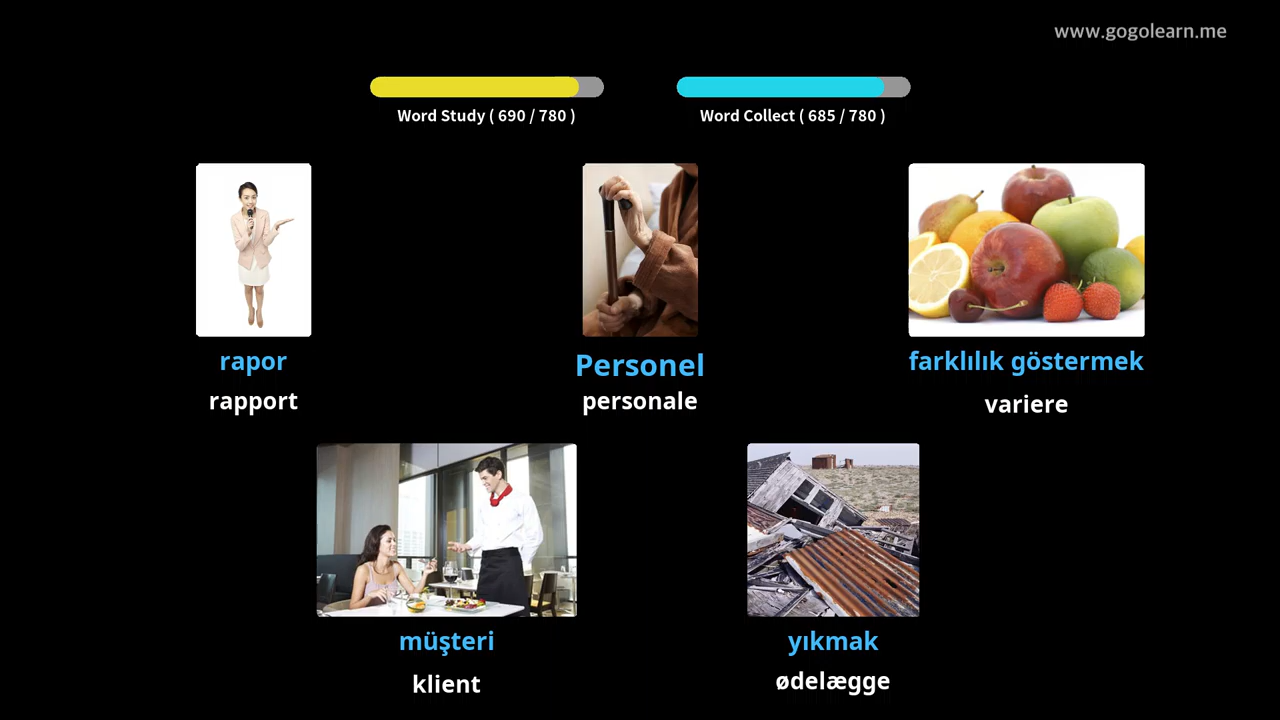 www.gogolearn.me
Word Study ( 690 / 780 )
Word Collect ( 685 / 780 )
rapor
rapport
Personel
personale
farklılık göstermek
variere
müşteri
klient
yıkmak
ødelægge